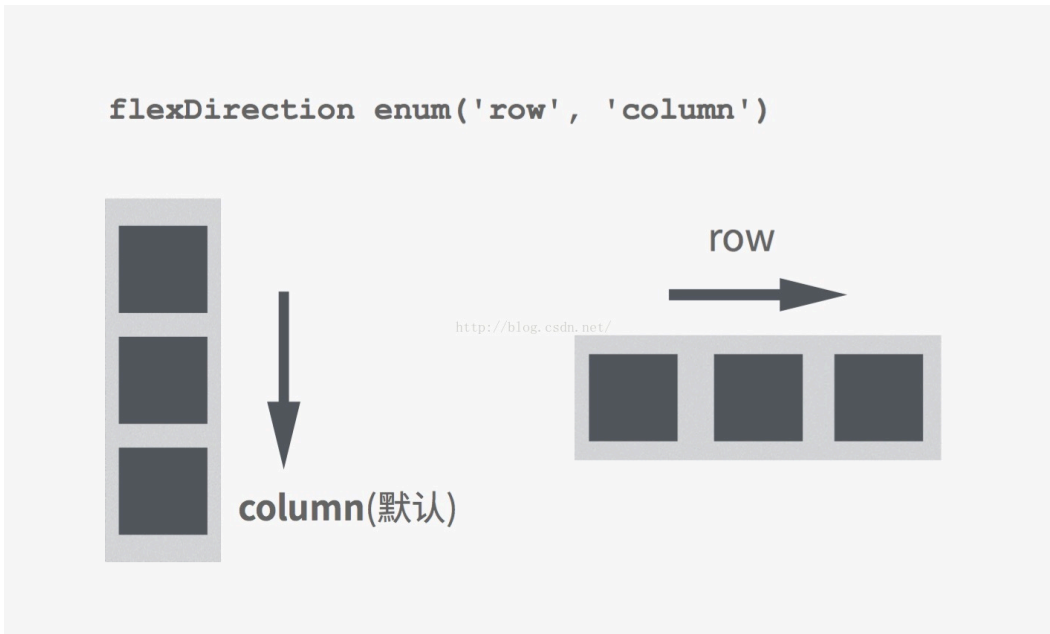 flexDirection enum('row', 'column')
row
http://blog.csdn.net/
column(默认)